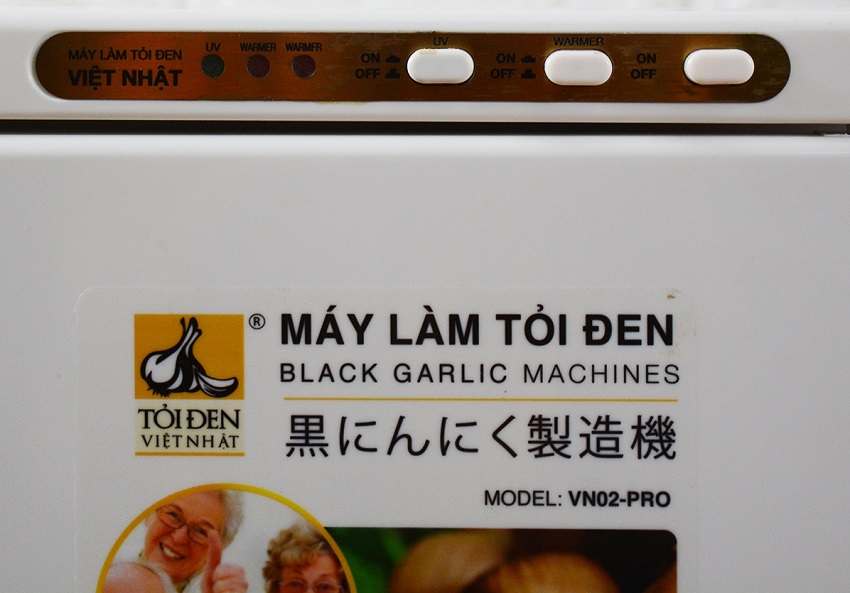 MÁY LÀM TỎI ĐEN
VIỆT NHẬT
UV WARMER WARMER
UV
ON
OFF
WARMER
ON
OFF
ON
OFF
® MÁY LÀM TỎI ĐEN
BLACK GARLIC MACHINES
TỎI ĐEN
VIỆT NHẬT
黒にんにく製造機
MODEL: VN02-PRO